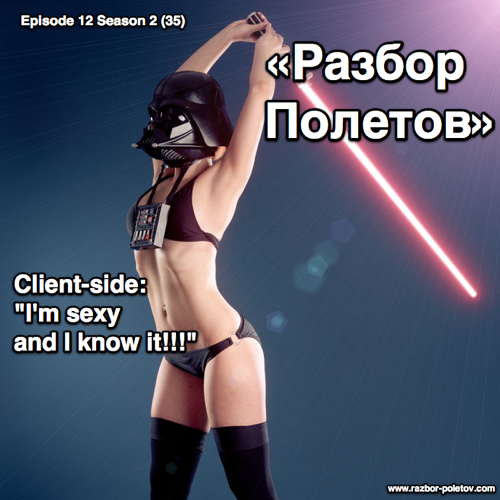 Episode 12 Season 2 (35)
«Разбор
Полетов»
Client-side:
"I'm sexy
and I know it!!!"
www.razbor-poletov.com